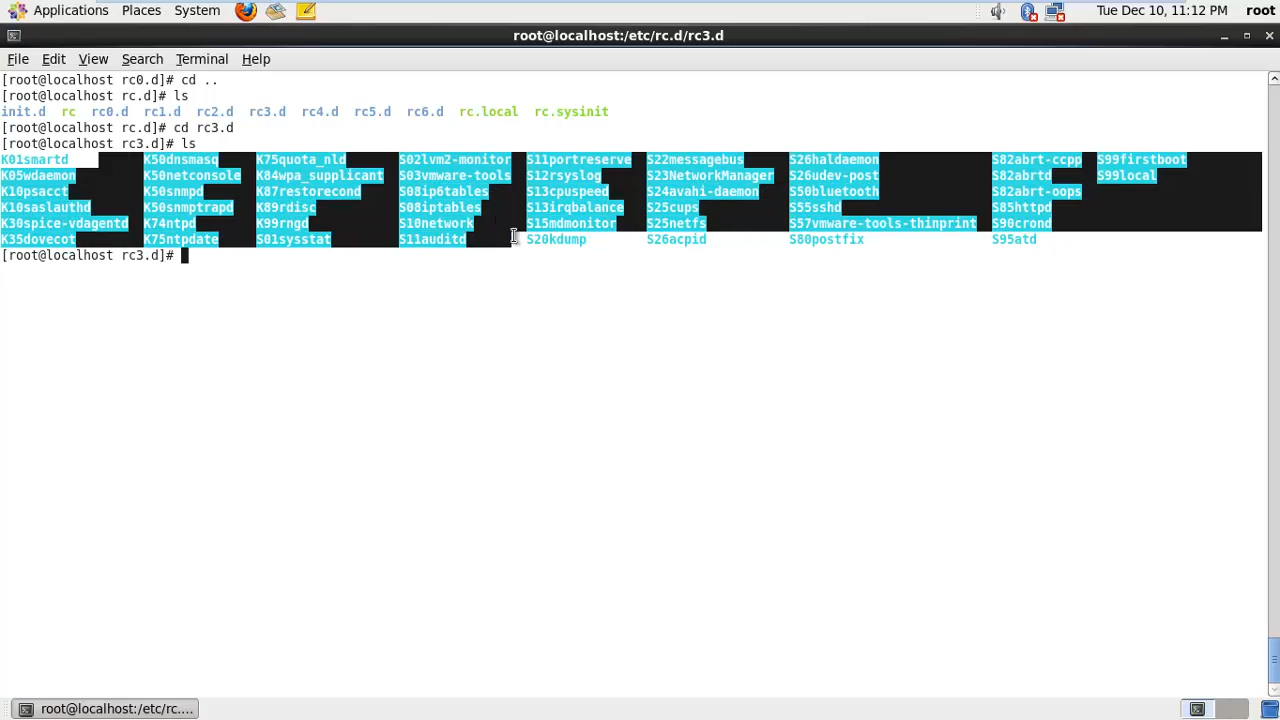 Applications Places System Tue Dec 10, 11:12 PM root
root@localhost:/etc/rc.d/rc3.d
File Edit View Search Terminal Help
[root@localhost rc0.d]# cd ..
[root@localhost rc.d]# ls
init.d rc rc0.d rc1.d rc2.d rc3.d rc4.d rc5.d rc6.d rc.local rc.sysinit
[root@localhost rc.d]# cd rc3.d
[root@localhost rc3.d]# ls
K01smartd K50dnsmasq K75quota_nld S02lvm2-monitor S11portreserve S22messagebus S26haldaemon S82abrt-ccpp S99firstboot
K05wdaemon K50netconsole K84wpa_supplicant S03vmware-tools S12rsyslog S23NetworkManager S26udev-post S82abrtd S99local
K10psacct K50snmpd K87restorecond S08ip6tables S13cpuspeed S24avahi-daemon S50bluetooth S82abrt-oops
K10saslauthd K50snmptrapd K89rdisc S08iptables S13irqbalance S25cups S55sshd S85httpd
K30spice-vdagentd K74ntpd K99rngd S10network S15mdmonitor S25netfs S57vmware-tools-thinprint S90crond
K35dovecot K75ntpdate S01sysstat S11auditd S20kdump S26acpid S80postfix S95atd
[root@localhost rc3.d]#
root@localhost:/etc/rc....